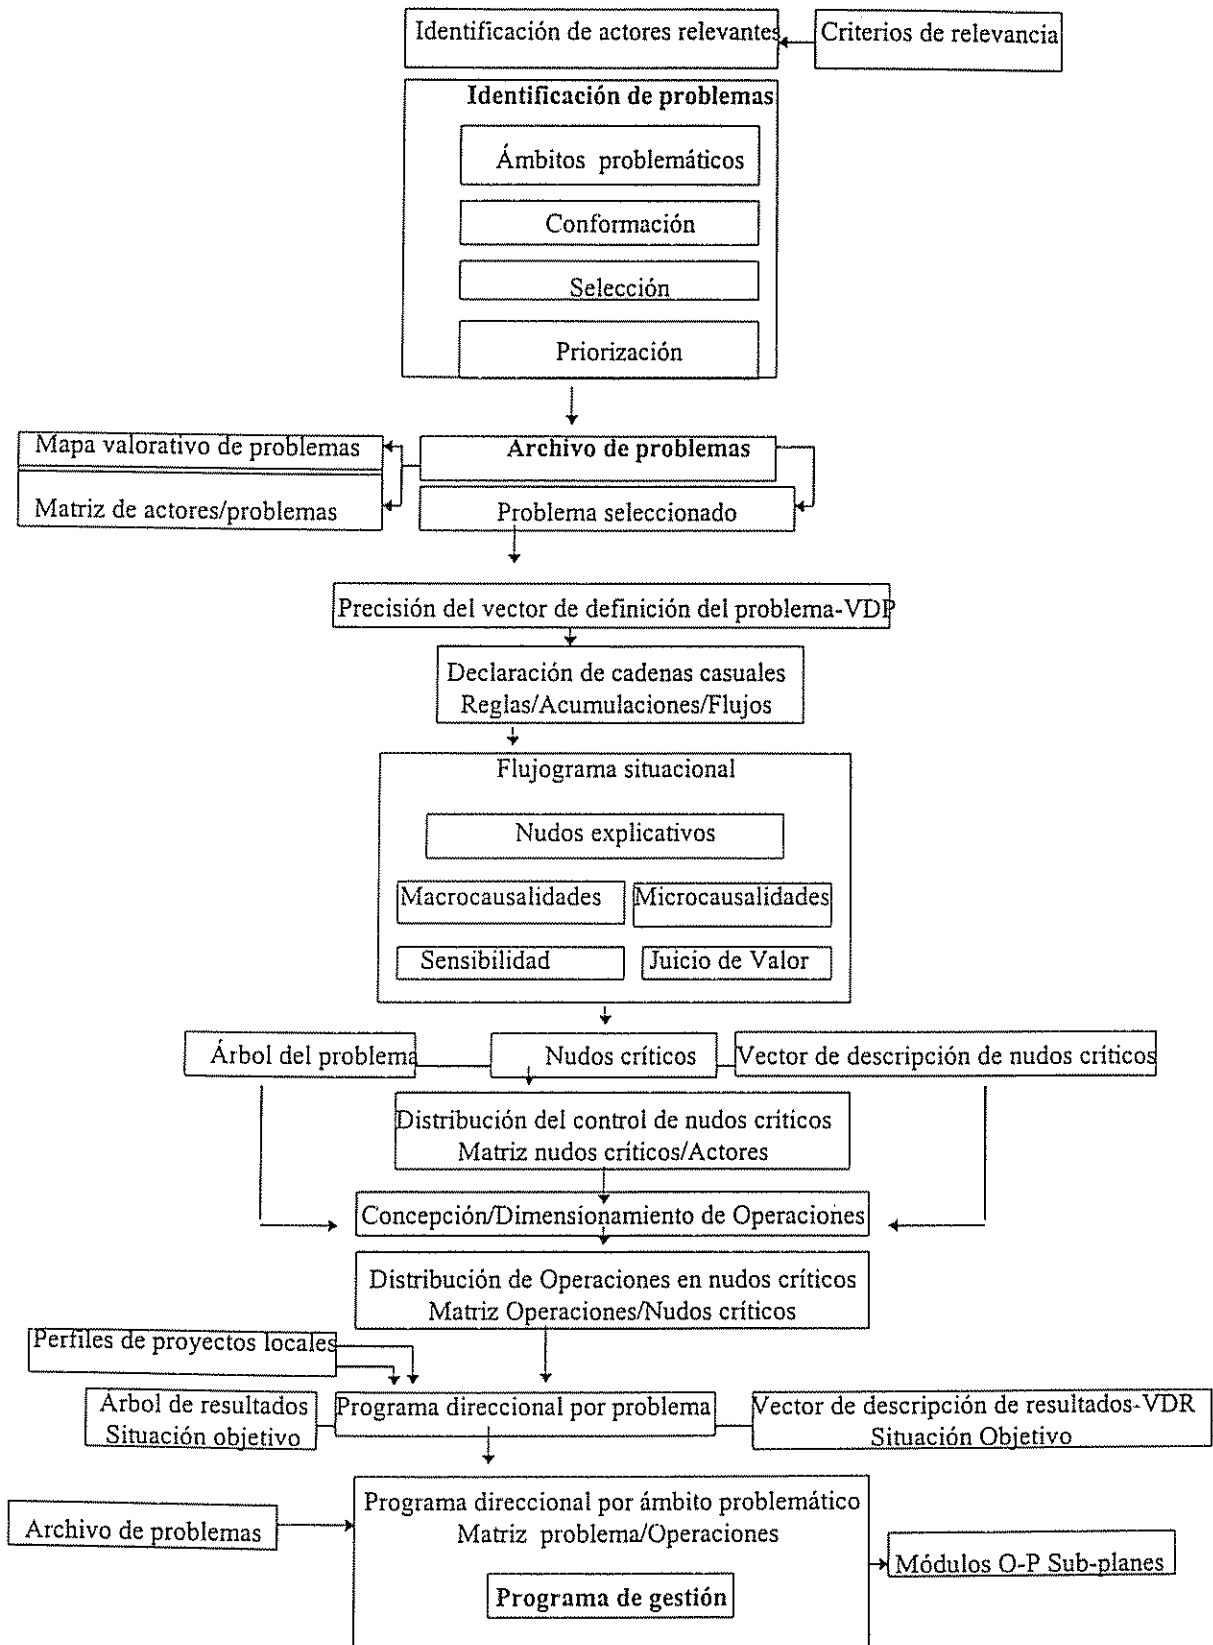 Identificación de actores relevantes
Criterios de relevancia
Identificación de problemas
Ámbitos problemáticos
Conformación
Selección
Priorización
Mapa valorativo de problemas
Archivo de problemas
Matriz de actores/problemas
Problema seleccionado
Precisión del vector de definición del problema-VDP
Declaración de cadenas casuales
Reglas/Acumulaciones/Flujos
Flujograma situacional
Nudos explicativos
Macrocausalidades
Microcausalidades
Sensibilidad
Juicio de Valor
Árbol del problema
Nudos críticos
Vector de descripción de nudos críticos
Distribución del control de nudos críticos
Matriz nudos críticos/Actores
Concepción/Dimensionamiento de Operaciones
Distribución de Operaciones en nudos críticos
Matriz Operaciones/Nudos críticos
Perfiles de proyectos locales
Árbol de resultados
Situación objetivo
Programa direccional por problema
Vector de descripción de resultados-VDR
Situación Objetivo
Programa direccional por ámbito problemático
Matriz problema/Operaciones
Archivo de problemas
Módulos O-P Sub-planes
Programa de gestión